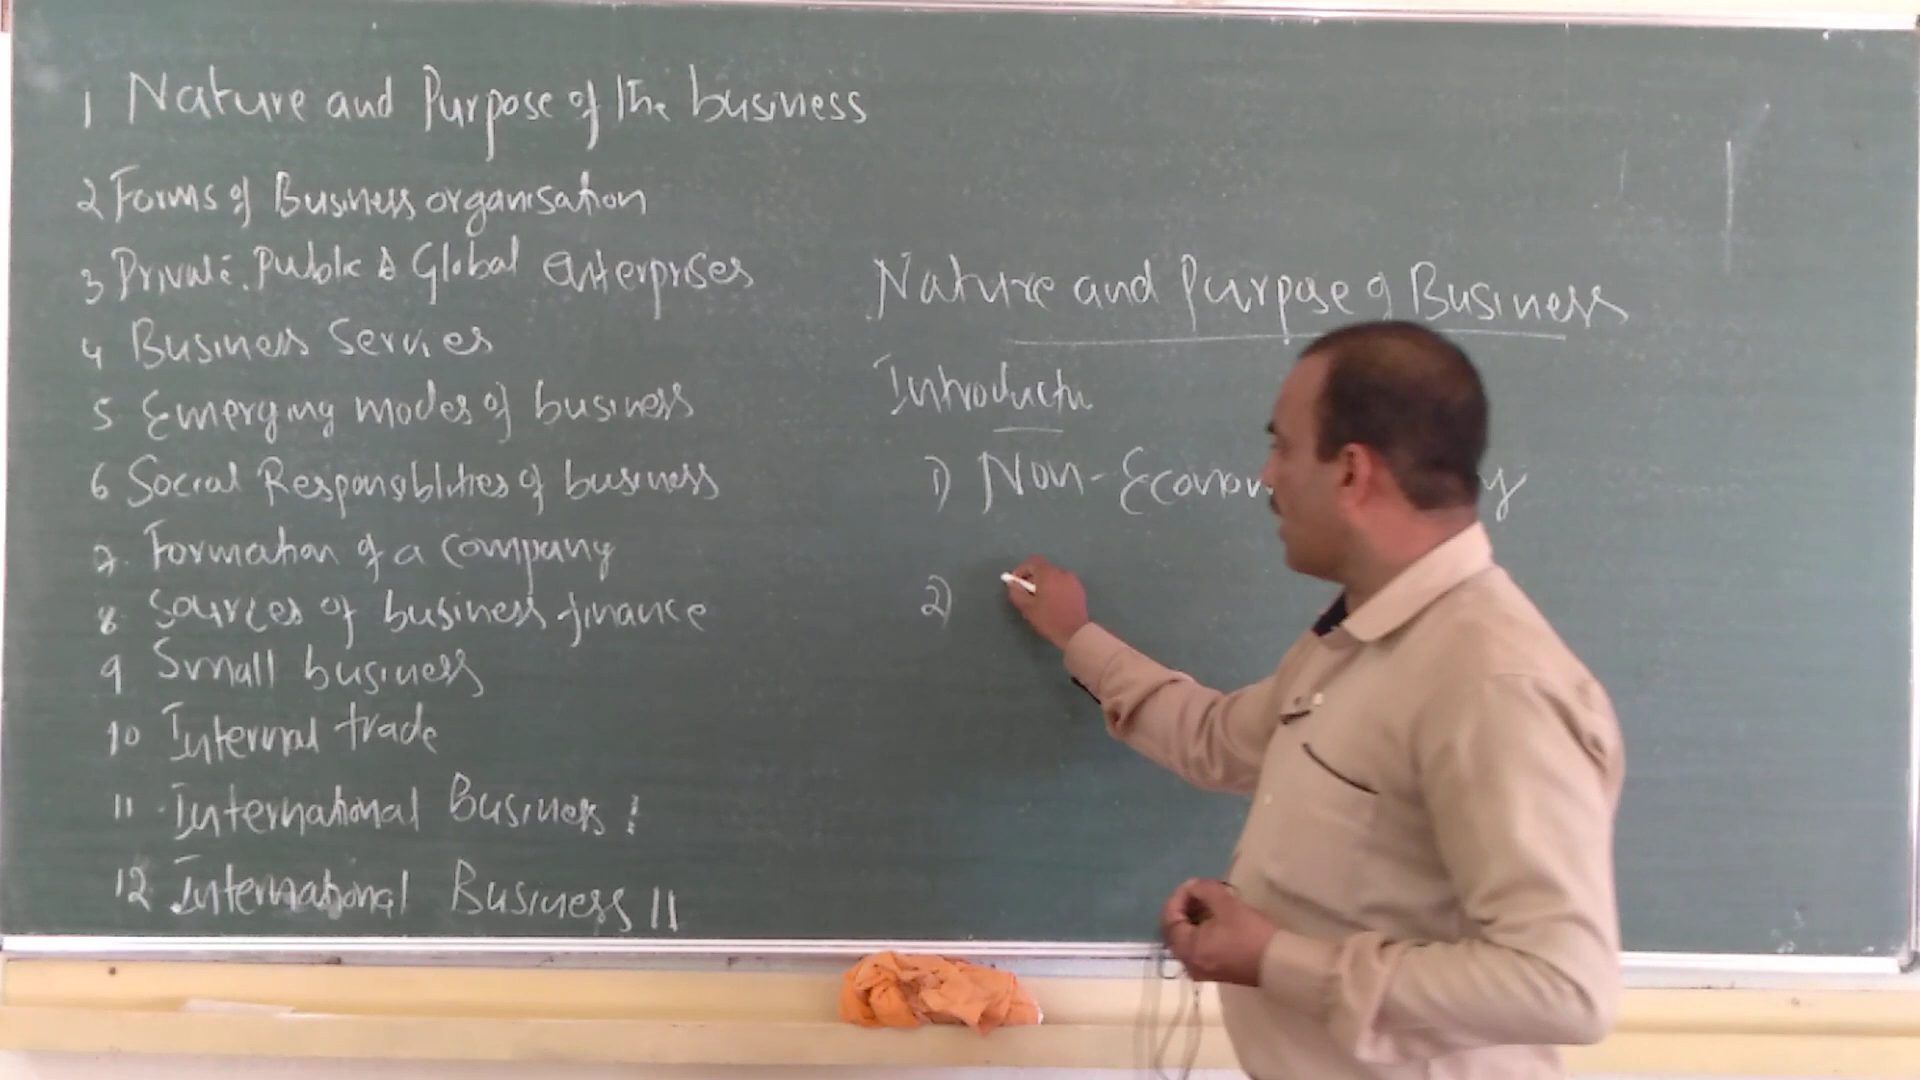 1 Nature and Purpose of the business
2 Forms of Business organisation
3 Private, Public & Global Enterprises
4 Business Servies
5 Emerging modes of business
6 Social Responsblities of business
7. Formation of a Company
8 Sources of business finance
9 Small business
10 Internal trade
11 International Business I
12 International Business II
Nature and Purpose of Business
Introducti
1) Non-
2)